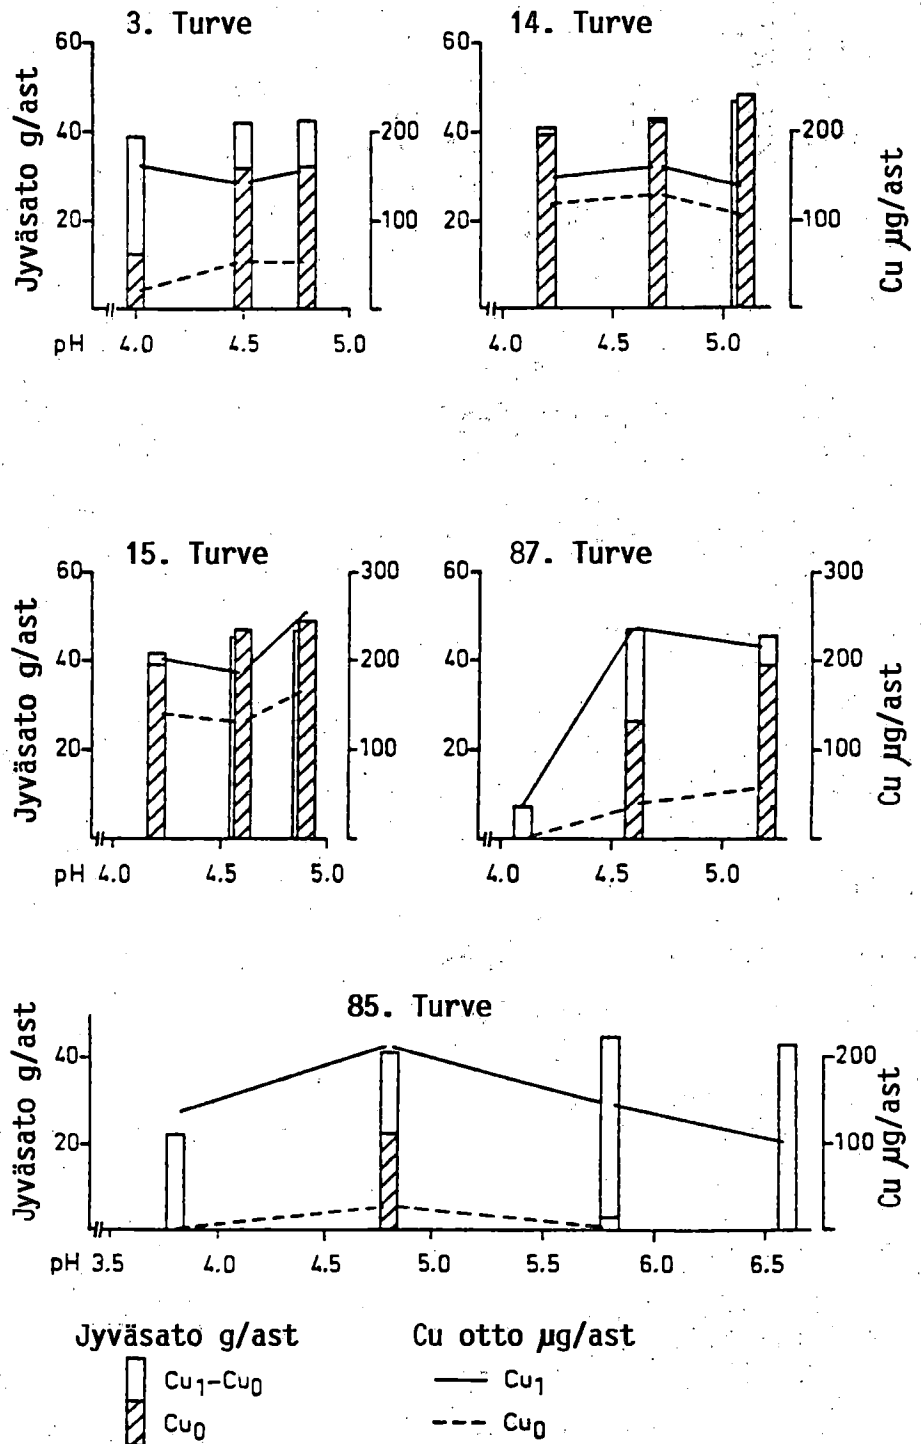 3. Turve
14. Turve
Jyväsato g/ast
60
40
20
200
100
pH 4.0 4.5 5.0
60
40
20
200
100
Cu µg/ast
4.0 4.5 5.0
15. Turve
87. Turve
Jyväsato g/ast
60
40
20
300
200
100
pH 4.0 4.5 5.0
60
40
20
300
200
100
Cu µg/ast
4.0 4.5 5.0
85. Turve
Jyväsato g/ast
40
20
200
100
Cu µg/ast
pH 3.5 4.0 4.5 5.0 5.5 6.0 6.5
Jyväsato g/ast
Cu otto µg/ast
Cu₁-Cu₀
Cu₁
Cu₀
Cu₀